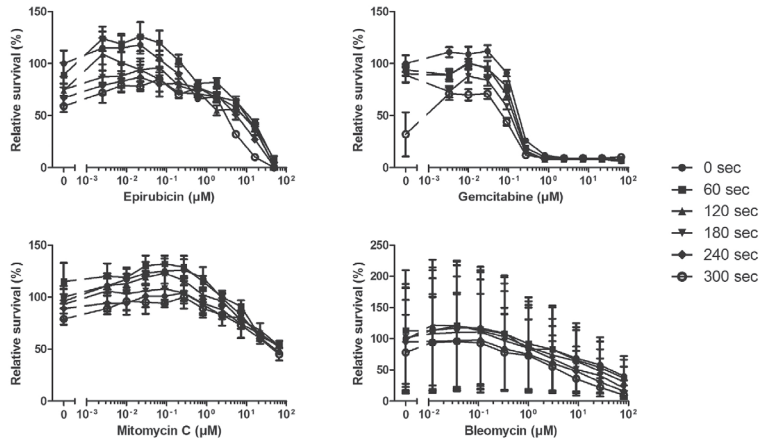 150
100
50
0
Relative survival (%)
0 10⁻³ 10⁻² 10⁻¹ 10⁰ 10¹ 10²
Epirubicin (µM)
150
100
50
0
Relative survival (%)
0 10⁻³ 10⁻² 10⁻¹ 10⁰ 10¹ 10²
Gemcitabine (µM)
0 sec
60 sec
120 sec
180 sec
240 sec
300 sec
150
100
50
0
Relative survival (%)
0 10⁻³ 10⁻² 10⁻¹ 10⁰ 10¹ 10²
Mitomycin C (µM)
250
200
150
100
50
0
Relative survival (%)
0 10⁻² 10⁻¹ 10⁰ 10¹ 10²
Bleomycin (µM)